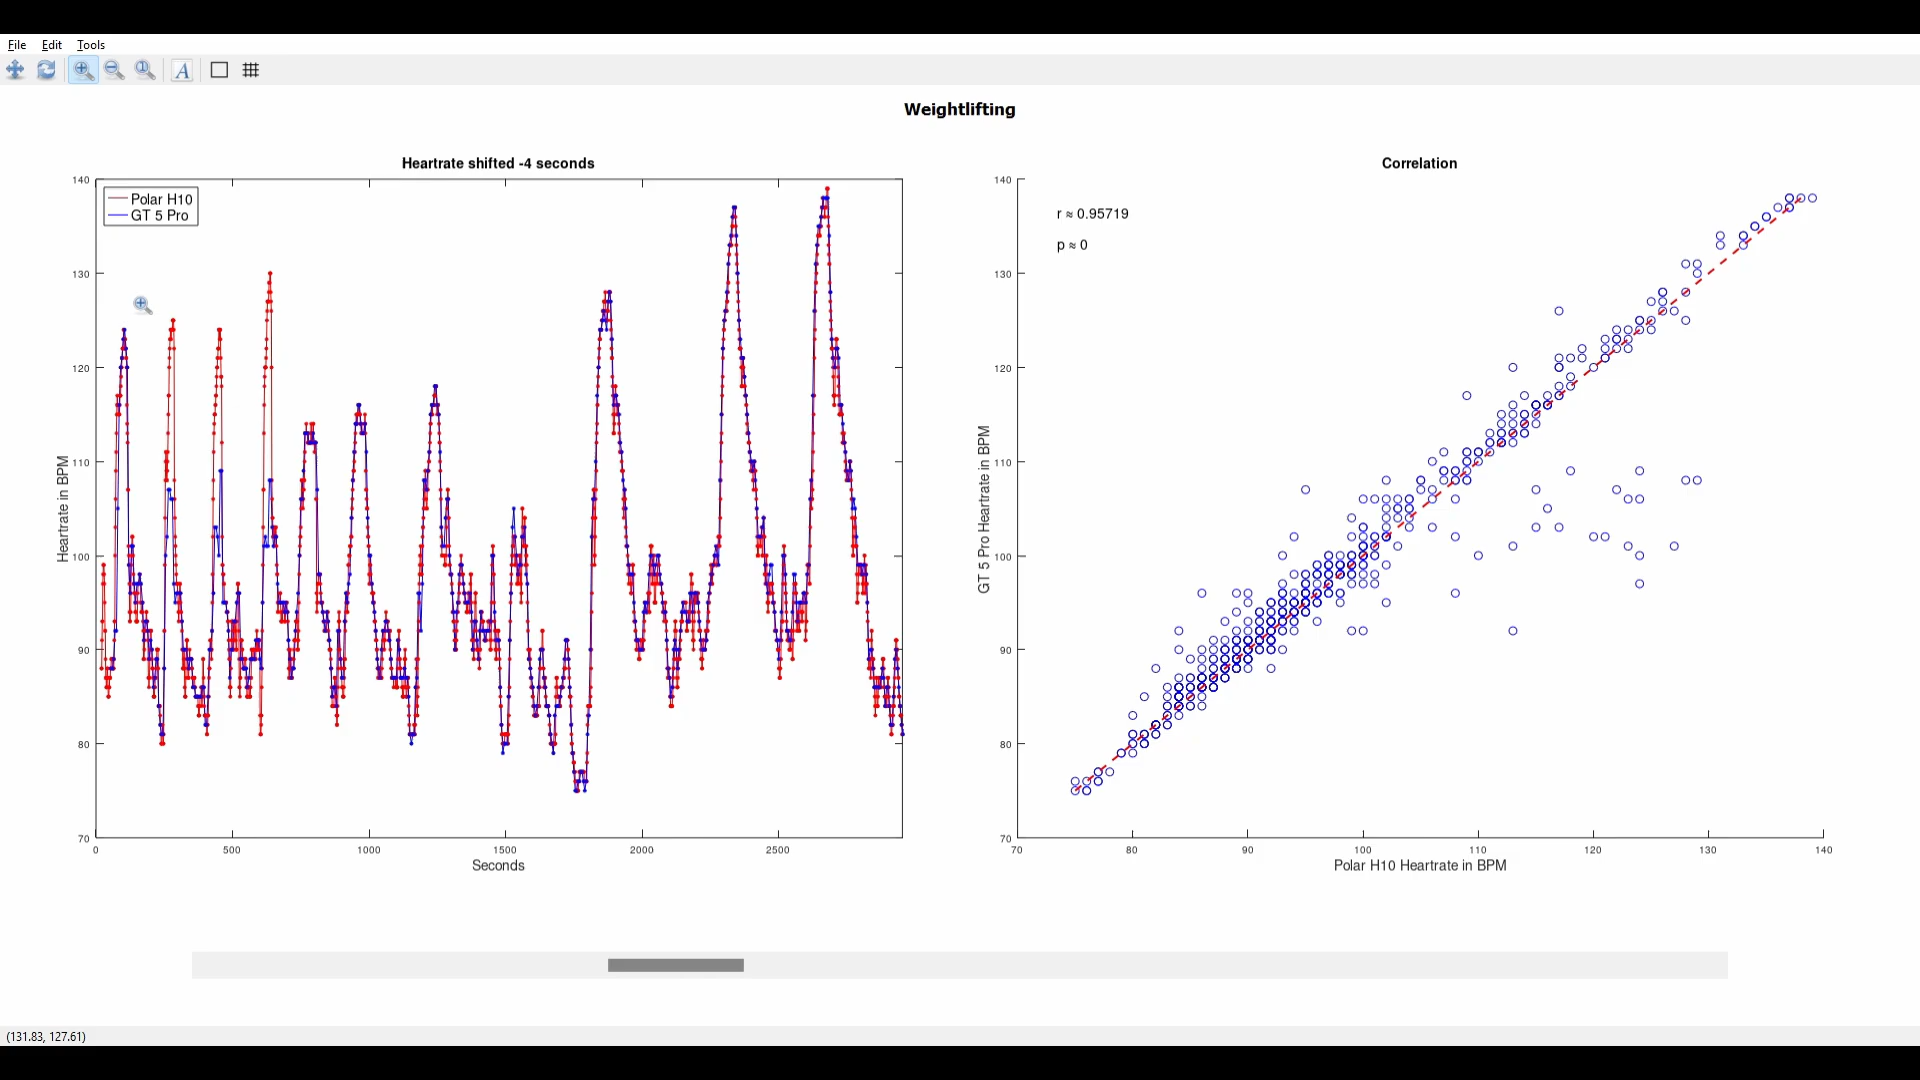 File Edit Tools
Weightlifting
Heartrate shifted -4 seconds
Polar H10
GT 5 Pro
140
130
120
110
100
90
80
70
Heartrate in BPM
0 500 1000 1500 2000 2500
Seconds
Correlation
r ≈ 0.95719
p ≈ 0
140
130
120
110
100
90
80
70
GT 5 Pro Heartrate in BPM
70 80 90 100 110 120 130 140
Polar H10 Heartrate in BPM
(131.83, 127.61)